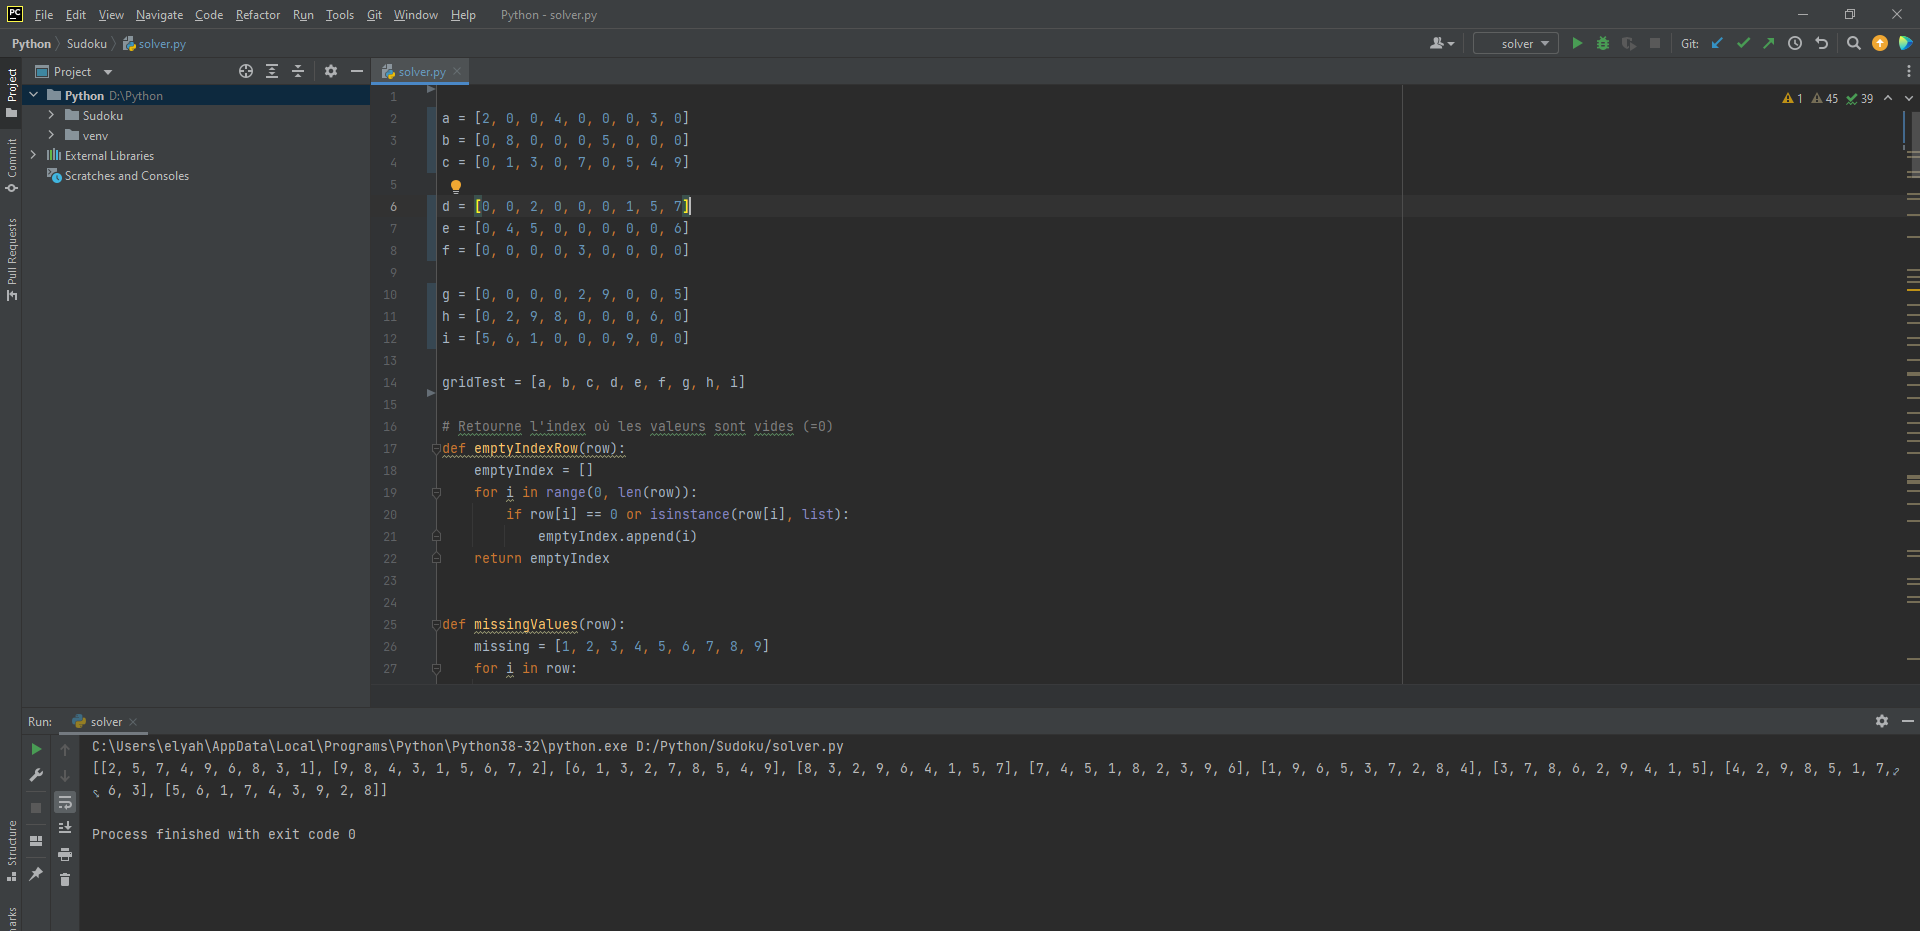 PC File Edit View Navigate Code Refactor Run Tools Git Window Help Python - solver.py
Python Sudoku solver.py solver Git:
Project solver.py
Python D:\Python
Sudoku
venv
External Libraries
Scratches and Consoles
Project
Commit
Pull Requests
Structure
1 45 39
1
2 a = [2, 0, 0, 4, 0, 0, 0, 3, 0]
3 b = [0, 8, 0, 0, 0, 5, 0, 0, 0]
4 c = [0, 1, 3, 0, 7, 0, 5, 4, 9]
5
6 d = [0, 0, 2, 0, 0, 0, 1, 5, 7]
7 e = [0, 4, 5, 0, 0, 0, 0, 0, 6]
8 f = [0, 0, 0, 0, 3, 0, 0, 0, 0]
9
10 g = [0, 0, 0, 0, 2, 9, 0, 0, 5]
11 h = [0, 2, 9, 8, 0, 0, 0, 6, 0]
12 i = [5, 6, 1, 0, 0, 0, 9, 0, 0]
13
14 gridTest = [a, b, c, d, e, f, g, h, i]
15
16 # Retourne l'index où les valeurs sont vides (=0)
17 def emptyIndexRow(row):
18 emptyIndex = []
19 for i in range(0, len(row)):
20 if row[i] == 0 or isinstance(row[i], list):
21 emptyIndex.append(i)
22 return emptyIndex
23
24
25 def missingValues(row):
26 missing = [1, 2, 3, 4, 5, 6, 7, 8, 9]
27 for i in row:
Run: solver
C:\Users\elyah\AppData\Local\Programs\Python\Python38-32\python.exe D:/Python/Sudoku/solver.py
[[2, 5, 7, 4, 9, 6, 8, 3, 1], [9, 8, 4, 3, 1, 5, 6, 7, 2], [6, 1, 3, 2, 7, 8, 5, 4, 9], [8, 3, 2, 9, 6, 4, 1, 5, 7], [7, 4, 5, 1, 8, 2, 3, 9, 6], [1, 9, 6, 5, 3, 7, 2, 8, 4], [3, 7, 8, 6, 2, 9, 4, 1, 5], [4, 2, 9, 8, 5, 1, 7,
6, 3], [5, 6, 1, 7, 4, 3, 9, 2, 8]]
Process finished with exit code 0